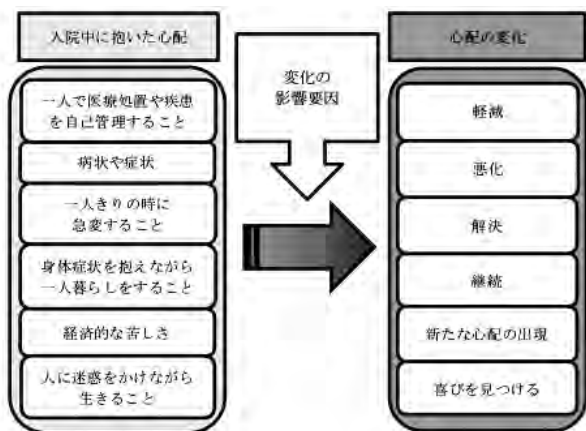 入院中に抱いた心配
一人で医療処置や疾患
を自己管理すること
病状や症状
一人きりの時に
急変すること
身体症状を抱えながら
一人暮らしをすること
経済的な苦しさ
人に迷惑をかけながら
生きること
変化の
影響要因
心配の変化
軽減
悪化
解決
継続
新たな心配の出現
喜びを見つける